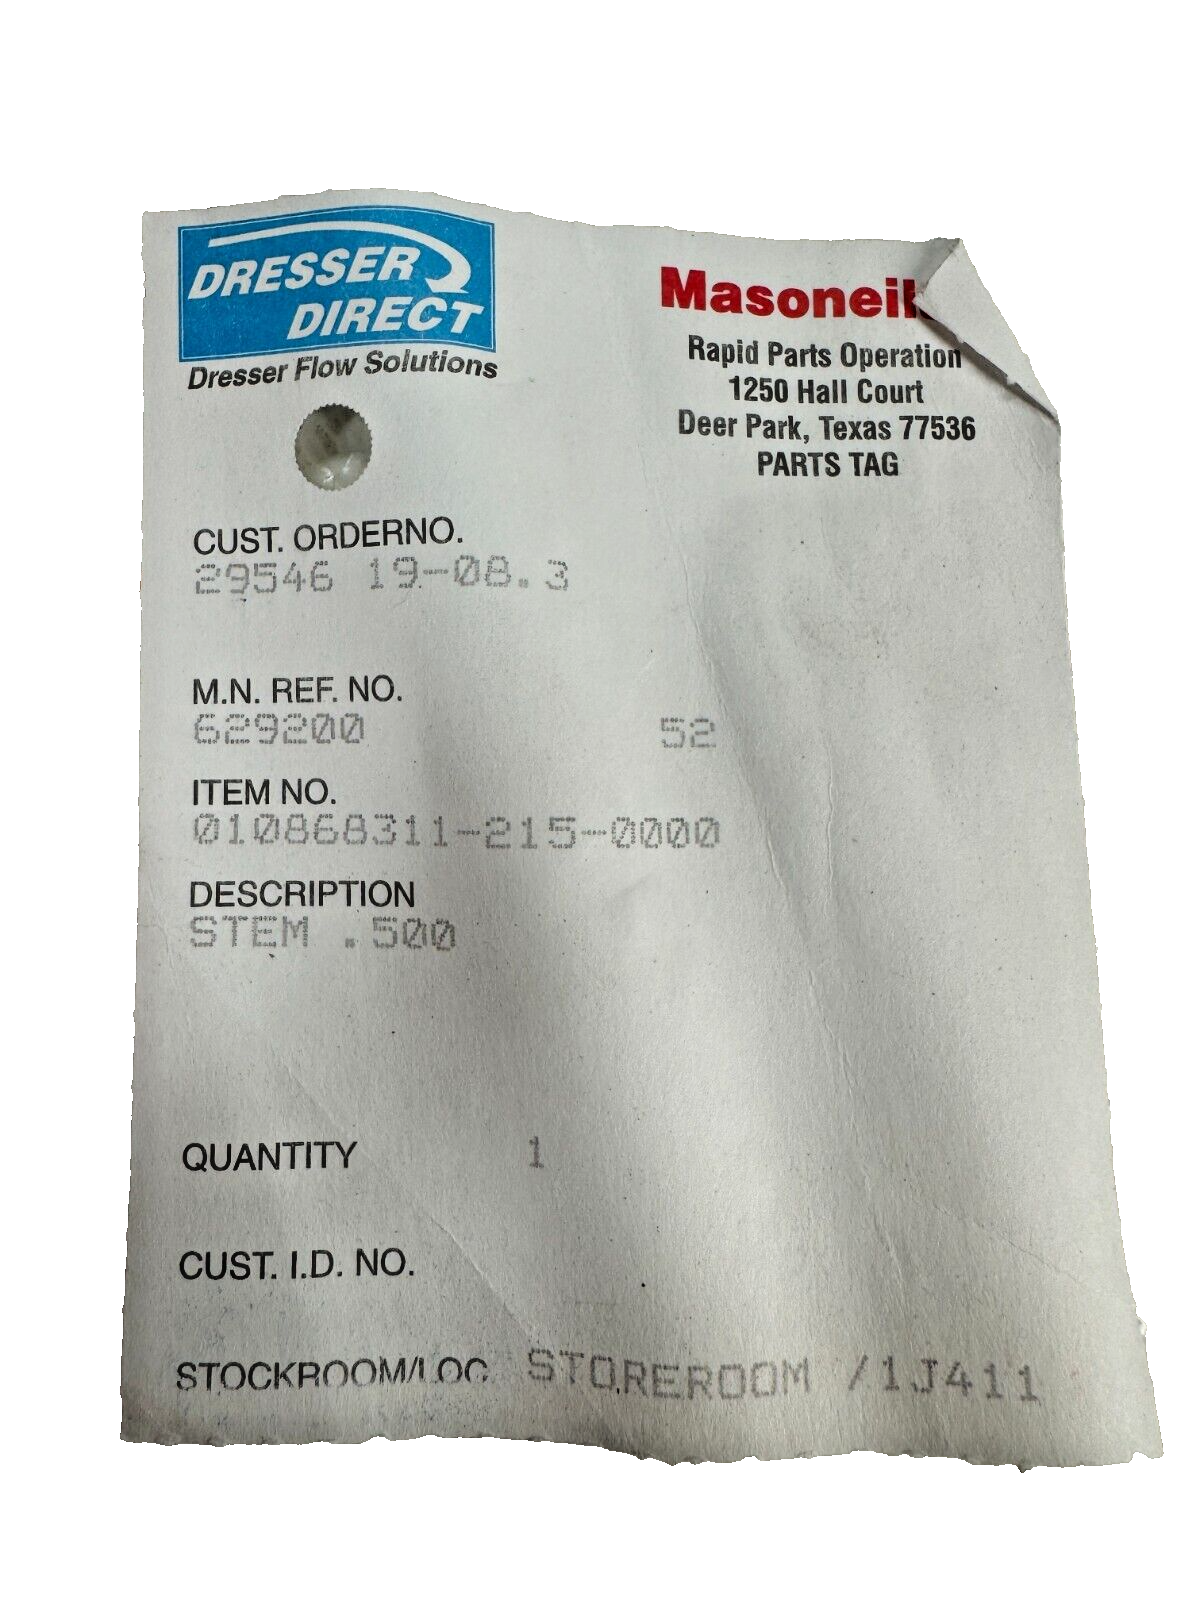 DRESSER
DIRECT
Dresser Flow Solutions
Rapid Parts Operation
1250 Hall Court
Deer Park, Texas 77536
PARTS TAG
CUST. ORDERNO.
29546 19-08.3
M.N. REF. NO.
629200 52
ITEM NO.
010868311-215-0000
DESCRIPTION
STEM .500
QUANTITY 1
CUST. I.D. NO.
STOCKROOM/LOC STOREROOM /1J411